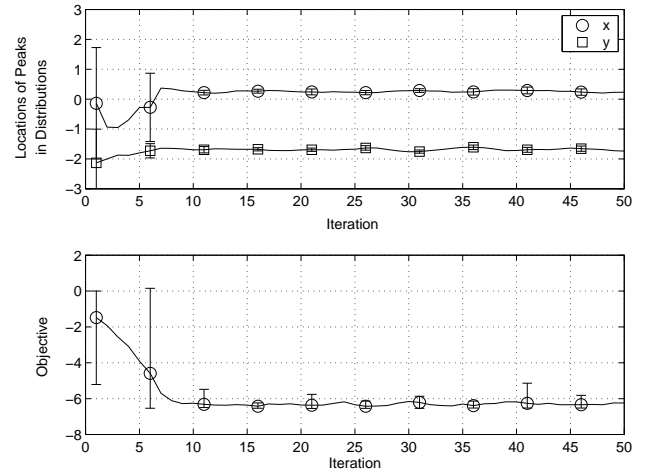 3
2
1
0
−1
−2
−3
Locations of Peaks
in Distributions
x
y
0 5 10 15 20 25 30 35 40 45 50
Iteration
2
0
−2
−4
−6
−8
Objective
0 5 10 15 20 25 30 35 40 45 50
Iteration